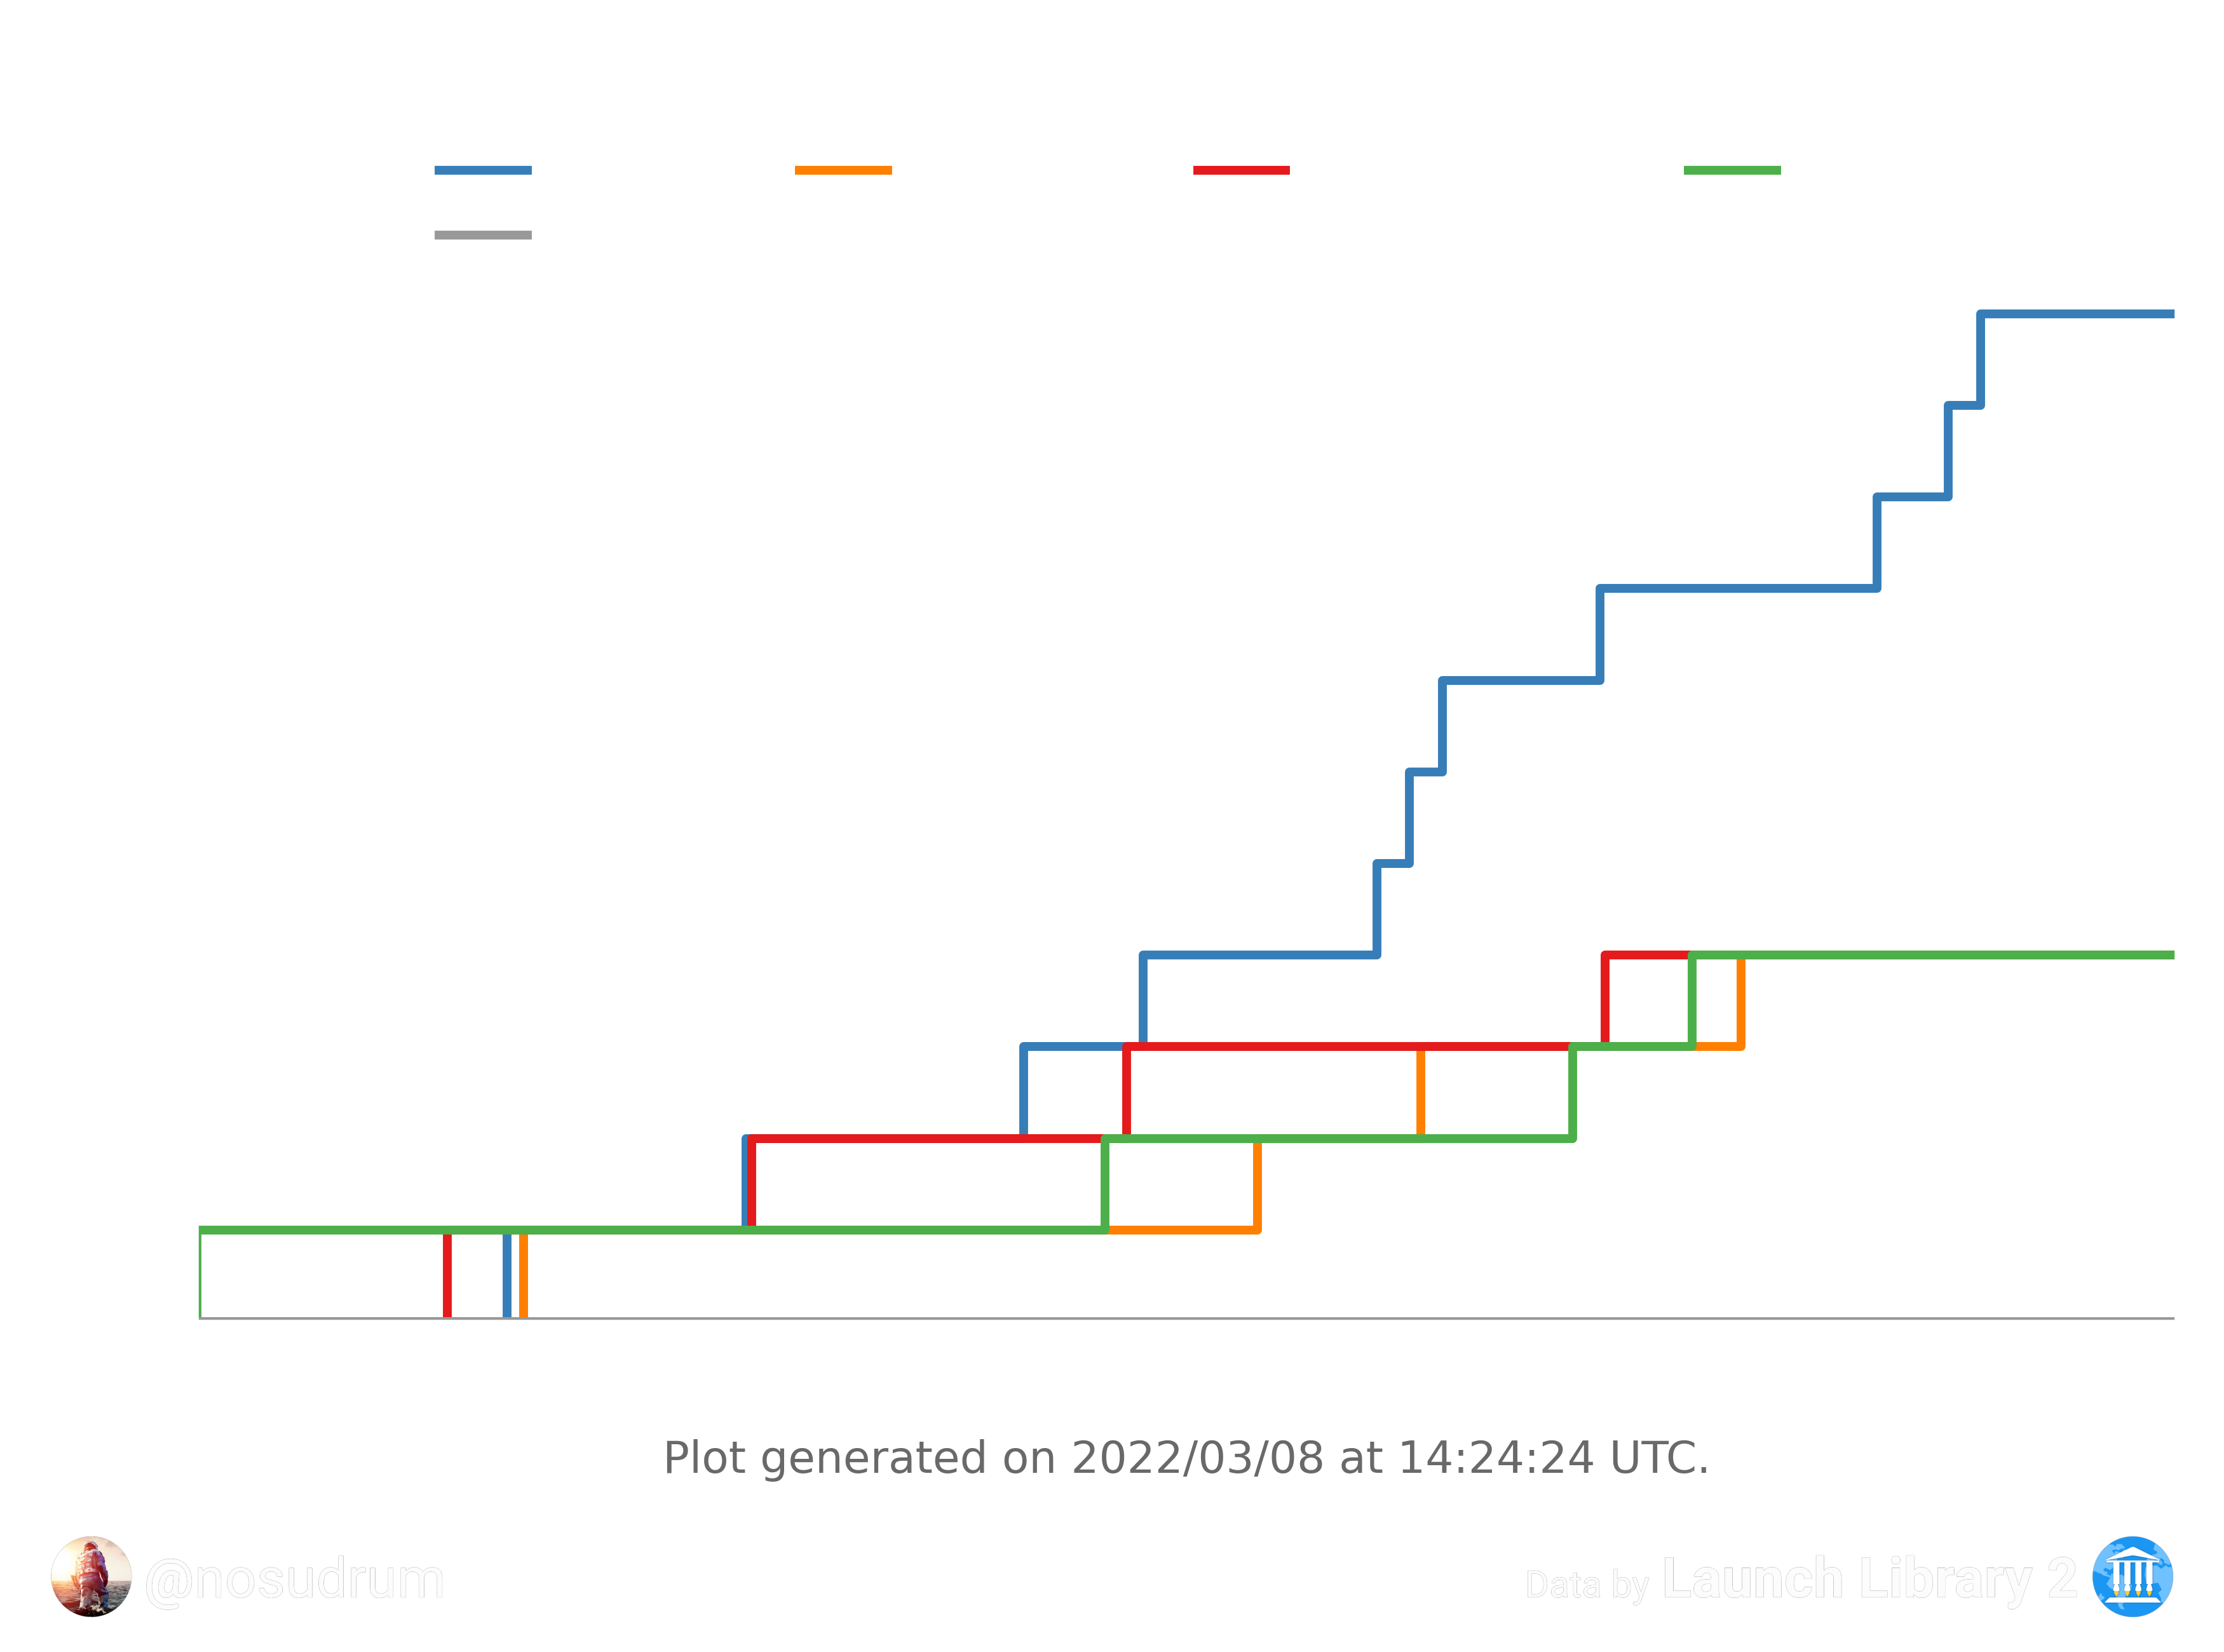 Plot generated on 2022/03/08 at 14:24:24 UTC.
@nosudrum
Data by Launch Library 2